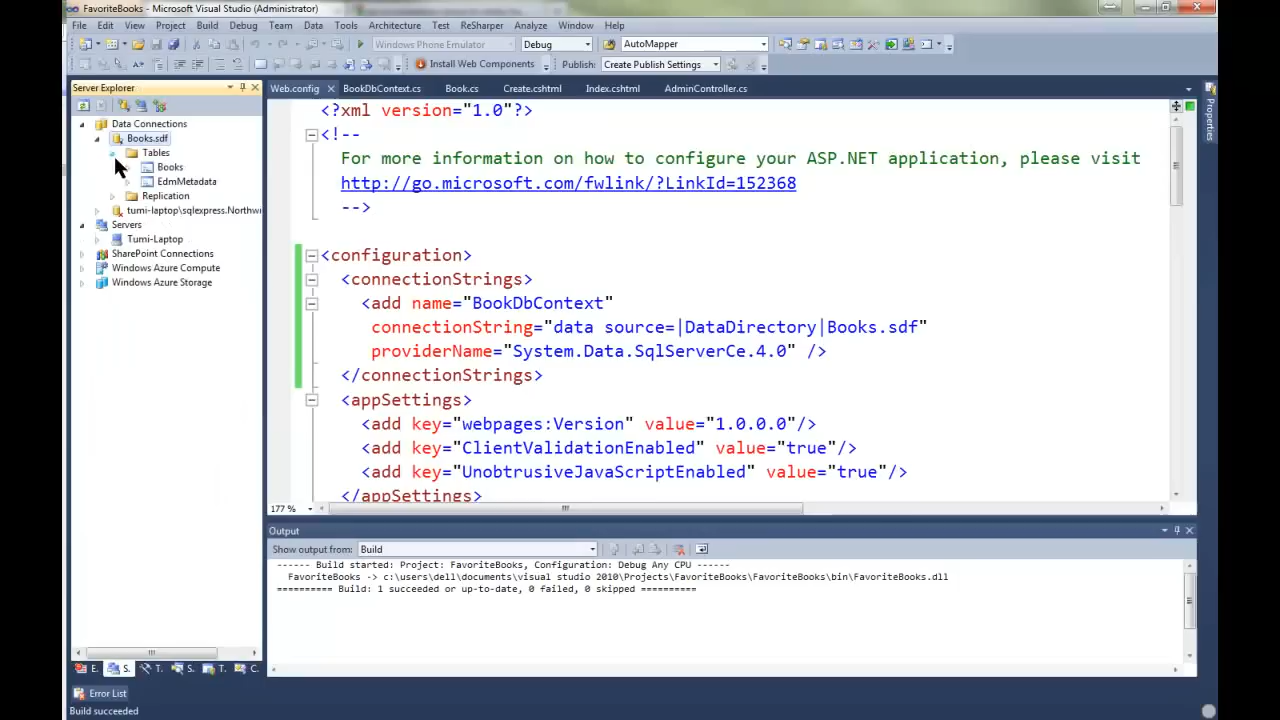 FavoriteBooks - Microsoft Visual Studio (Administrator)
File Edit View Project Build Debug Team Data Tools Architecture Test ReSharper Analyze Window Help
Windows Phone Emulator Debug AutoMapper
Install Web Components Publish: Create Publish Settings
Server Explorer
Web.config BookDbContext.cs Book.cs Create.cshtml Index.cshtml AdminController.cs
Properties
Data Connections
Books.sdf
Tables
Books
EdmMetadata
Replication
tumi-laptop\sqlexpress.Northwi
Servers
Tumi-Laptop
SharePoint Connections
Windows Azure Compute
Windows Azure Storage
<?xml version="1.0"?>
<!--
For more information on how to configure your ASP.NET application, please visit
http://go.microsoft.com/fwlink/?LinkId=152368
-->
<configuration>
<connectionStrings>
<add name="BookDbContext"
connectionString="data source=|DataDirectory|Books.sdf"
providerName="System.Data.SqlServerCe.4.0" />
</connectionStrings>
<appSettings>
<add key="webpages:Version" value="1.0.0.0"/>
<add key="ClientValidationEnabled" value="true"/>
<add key="UnobtrusiveJavaScriptEnabled" value="true"/>
</appSettings>
177 %
Output
Show output from: Build
------ Build started: Project: FavoriteBooks, Configuration: Debug Any CPU ------
FavoriteBooks -> c:\users\dell\documents\visual studio 2010\Projects\FavoriteBooks\FavoriteBooks\bin\FavoriteBooks.dll
========== Build: 1 succeeded or up-to-date, 0 failed, 0 skipped ==========
E. S. T. S. T. C.
Error List
Build succeeded